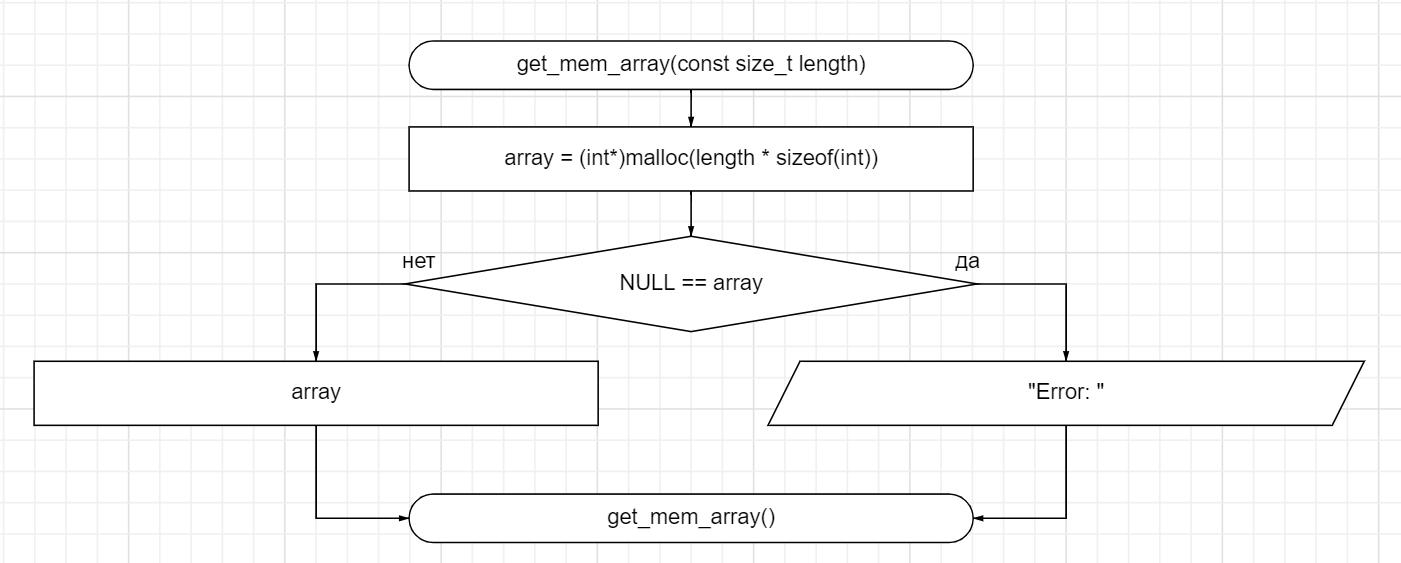 get_mem_array(const size_t length)
array = (int*)malloc(length * sizeof(int))
нет
да
NULL == array
array
"Error: "
get_mem_array()